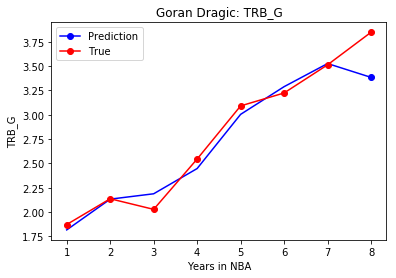 Goran Dragic: TRB_G
Prediction
True
TRB_G
3.75
3.50
3.25
3.00
2.75
2.50
2.25
2.00
1.75
1 2 3 4 5 6 7 8
Years in NBA